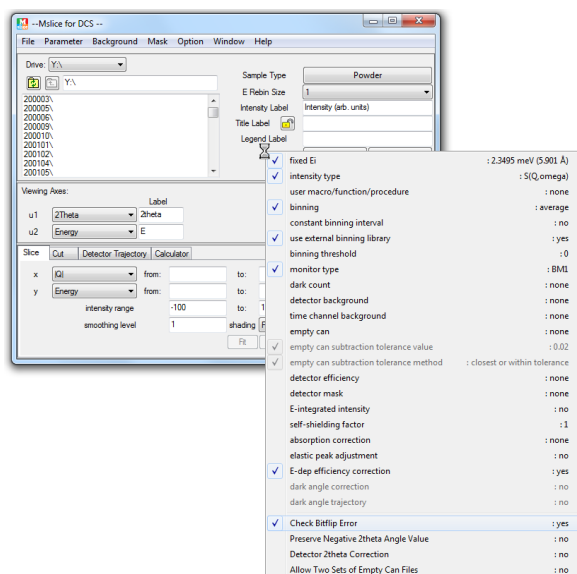 --Mslice for DCS --
File Parameter Background Mask Option Window Help
Drive: Y:\
Y:\
200003\
200005\
200006\
200009\
200010\
200101\
200102\
200104\
200105\
Sample Type Powder
E Rebin Size 1
Intensity Label Intensity (arb. units)
Title Label
Legend Label
Viewing Axes:
Label
u1 2Theta 2theta
u2 Energy E
Slice Cut Detector Trajectory Calculator
x |Q| from: to:
y Energy from: to:
intensity range -100 to: 1
smoothing level 1 shading F
Fit
fixed Ei : 2.3495 meV (5.901 Å)
intensity type : S(Q,omega)
user macro/function/procedure : none
binning : average
constant binning interval : no
use external binning library : yes
binning threshold : 0
monitor type : BM1
dark count : none
detector background : none
time channel background : none
empty can : none
empty can subtraction tolerance value : 0.02
empty can subtraction tolerance method : closest or within tolerance
detector efficiency : none
detector mask : none
E-integrated intensity : no
self-shielding factor : 1
absorption correction : none
elastic peak adjustment : no
E-dep efficiency correction : yes
dark angle correction : no
dark angle trajectory : no
Check Bitflip Error : yes
Preserve Negative 2theta Angle Value : no
Detector 2theta Correction : no
Allow Two Sets of Empty Can Files : no